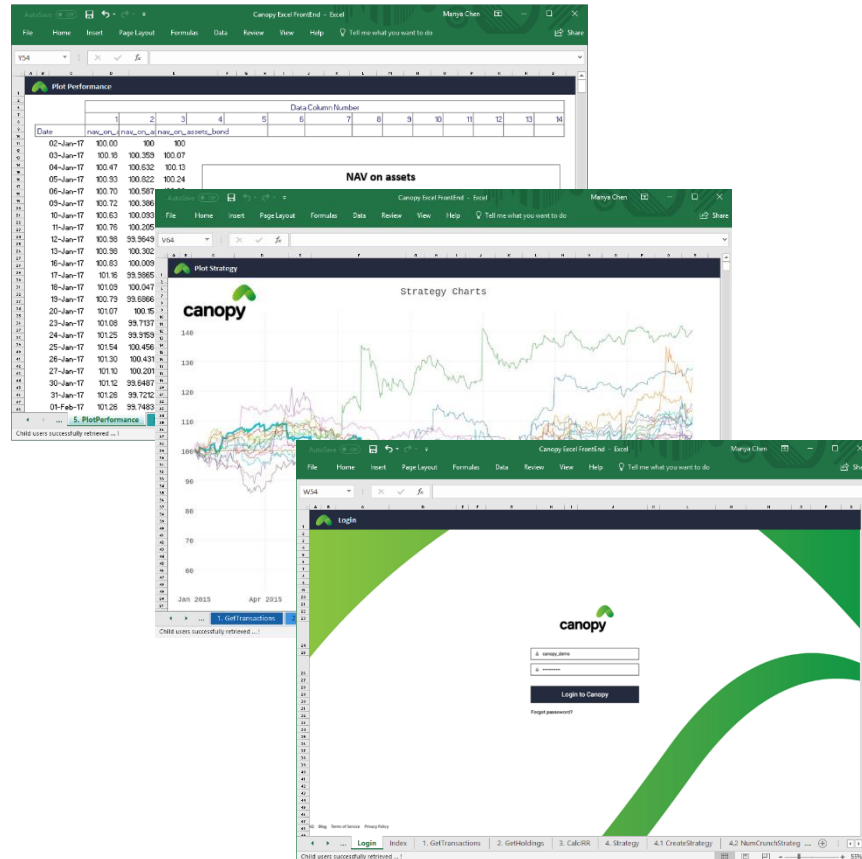 AutoSave Off Canopy Excel FrontEnd - Excel Manya Chen
File Home Insert Page Layout Formulas Data Review View Help Tell me what you want to do Share
Y54 fx
Plot Performance
Data Column Number
1 2 3 4 5 6 7 8 9 10 11 12 13 14
Date nav_on_a nav_on_a nav_on_assets_bond
02-Jan-17 100.00 100 100
03-Jan-17 100.18 100.359 100.07
04-Jan-17 100.47 100.632 100.13
05-Jan-17 100.93 100.822 100.24
NAV on assets
06-Jan-17 100.70 100.587
09-Jan-17 100.72 100.386
10-Jan-17 100.63 100.093
11-Jan-17 100.76 100.205
12-Jan-17 100.98 99.9649
13-Jan-17 100.98 100.302
16-Jan-17 100.83 100.009
17-Jan-17 101.16 99.9865
18-Jan-17 101.09 100.047
19-Jan-17 100.79 99.6866
20-Jan-17 101.07 100.15
23-Jan-17 101.08 99.7137
24-Jan-17 101.25 99.9159
25-Jan-17 101.54 100.456
26-Jan-17 101.30 100.431
27-Jan-17 101.10 100.201
30-Jan-17 101.12 99.6487
31-Jan-17 101.26 99.7212
01-Feb-17 101.26 99.7483
... 5. PlotPerformance
Child users successfully retrieved ... !
AutoSave Off Canopy Excel FrontEnd - Excel Manya Chen
File Home Insert Page Layout Formulas Data Review View Help Tell me what you want to do Share
V64 fx
Plot Strategy
canopy
Strategy Charts
140
130
120
110
100
90
80
70
60
Jan 2015 Apr 2015
... 1. GetTransactions
Child users successfully retrieved ... !
AutoSave Off Canopy Excel FrontEnd - Excel Manya Chen
File Home Insert Page Layout Formulas Data Review View Help Tell me what you want to do
W54 fx
Login
canopy
canopy_demo
Login to Canopy
Forgot password?
Blog Terms of Service Privacy Policy
... Login Index 1. GetTransactions 2. GetHoldings 3. CalcIRR 4. Strategy 4.1 CreateStrategy 4.2 NumCrunchStrateg ...
Child users successfully retrieved ... !
53%